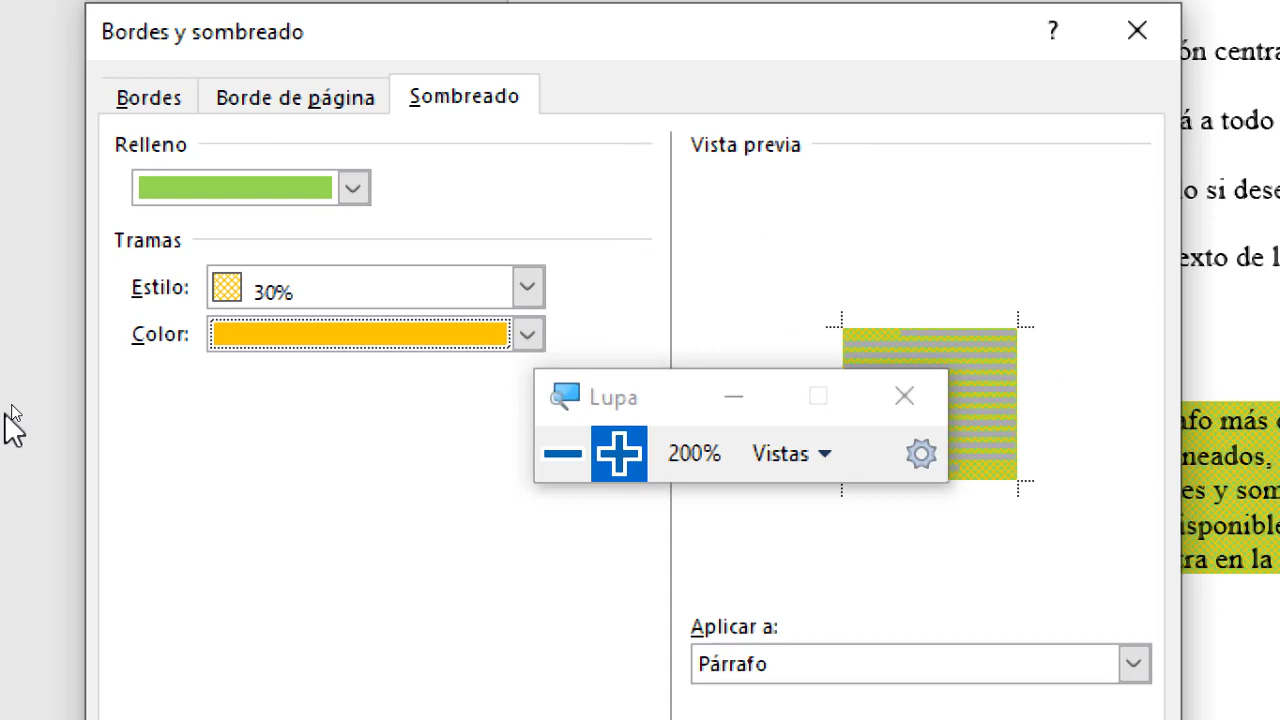 Bordes y sombreado
?
Bordes
Borde de página
Sombreado
Relleno
Tramas
Estilo:
30%
Color:
Vista previa
Lupa
200%
Vistas
Aplicar a:
Párrafo
ón centra
á a todo
o si dese
exto de l
afo más
neados,
es y som
isponible
tra en la